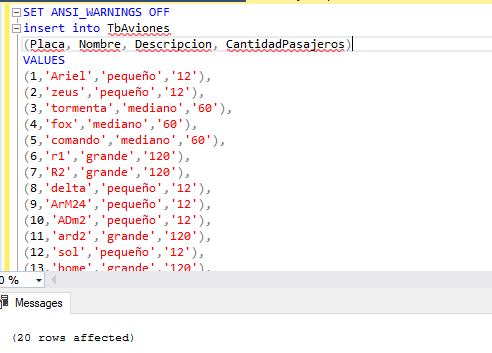 SET ANSI_WARNINGS OFF
insert into TbAviones
(Placa, Nombre, Descripcion, CantidadPasajeros)
VALUES
(1,'Ariel','pequeño','12'),
(2,'zeus','pequeño','12'),
(3,'tormenta','mediano','60'),
(4,'fox','mediano','60'),
(5,'comando','mediano','60'),
(6,'r1','grande','120'),
(7,'R2','grande','120'),
(8,'delta','pequeño','12'),
(9,'ArM24','pequeño','12'),
(10,'ADm2','pequeño','12'),
(11,'ard2','grande','120'),
(12,'sol','pequeño','12'),
(13,'home','grande','120'),
0 %
Messages
(20 rows affected)